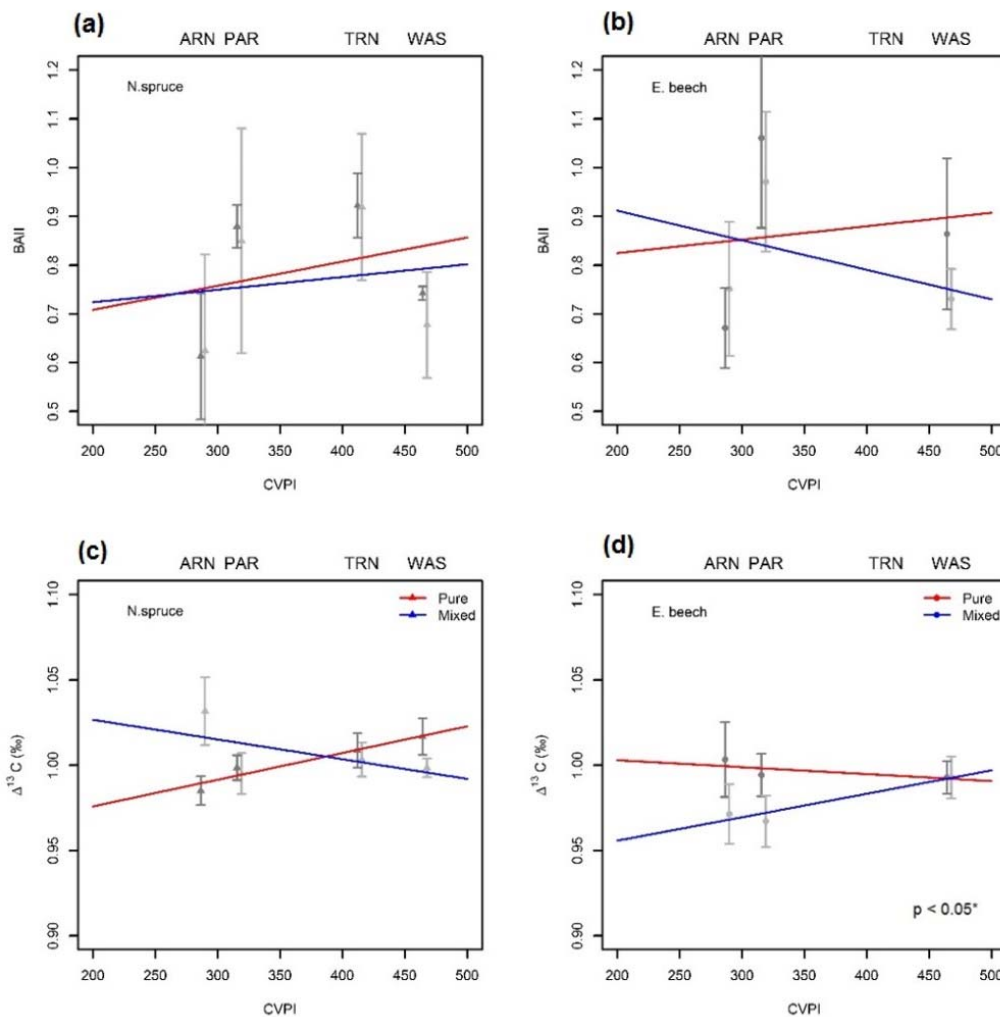 (a)
ARN PAR TRN WAS
N.spruce
1.2
1.1
1.0
0.9
0.8
0.7
0.6
0.5
BAII
200 250 300 350 400 450 500
CVPI
(b)
ARN PAR TRN WAS
E. beech
1.2
1.1
1.0
0.9
0.8
0.7
0.6
0.5
BAII
200 250 300 350 400 450 500
CVPI
(c)
ARN PAR TRN WAS
N.spruce
Pure
Mixed
1.10
1.05
1.00
0.95
0.90
Δ¹³ C (‰)
200 250 300 350 400 450 500
CVPI
(d)
ARN PAR TRN WAS
E. beech
Pure
Mixed
1.10
1.05
1.00
0.95
0.90
Δ¹³ C (‰)
p < 0.05*
200 250 300 350 400 450 500
CVPI